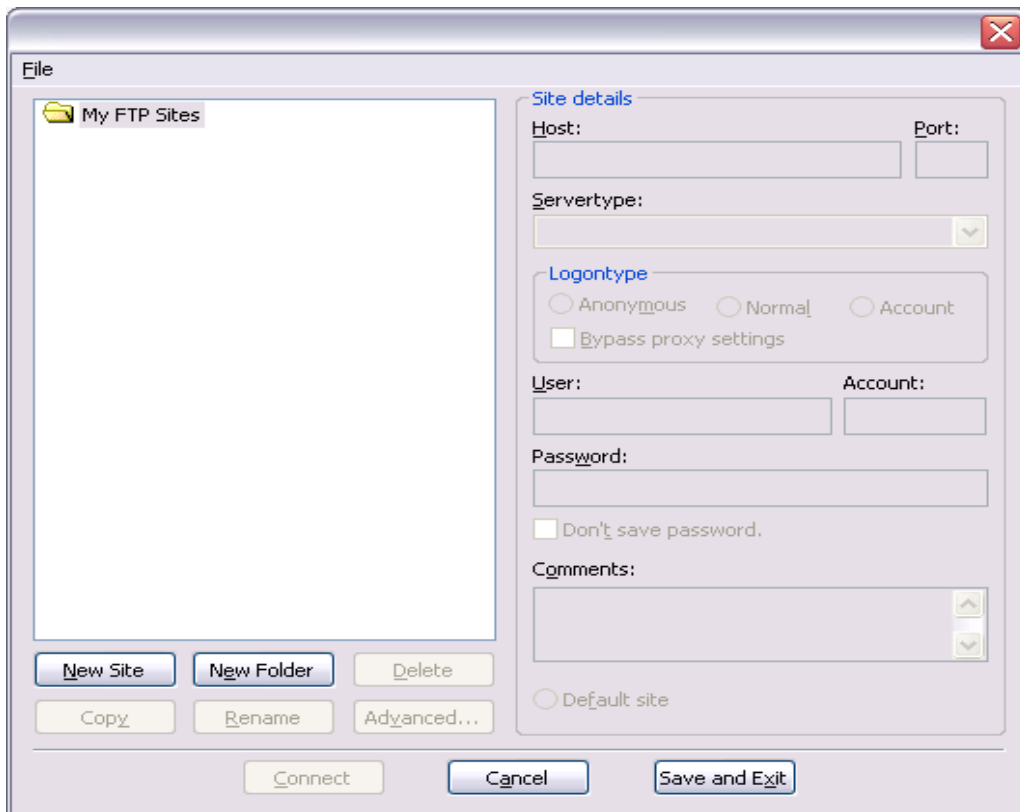 File
My FTP Sites
Site details
Host: Port:
Servertype:
Logontype
Anonymous Normal Account
Bypass proxy settings
User: Account:
Password:
Don't save password.
Comments:
Default site
New Site New Folder Delete
Copy Rename Advanced...
Connect Cancel Save and Exit